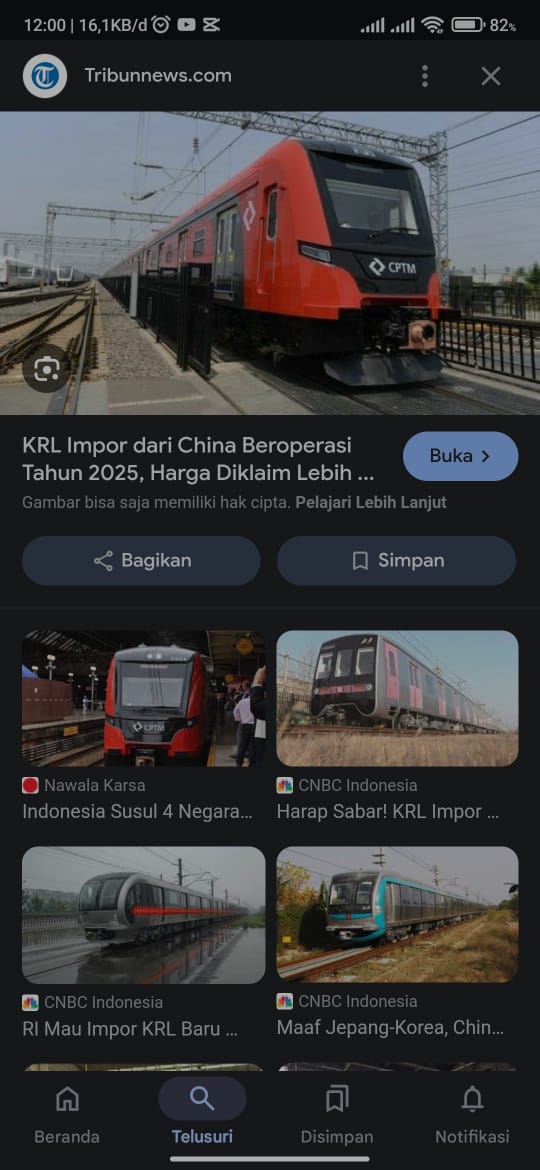 12:00 | 16,1KB/d
82%
Tribunnews.com
CPTM
KRL Impor dari China Beroperasi
Tahun 2025, Harga Diklaim Lebih ...
Buka
Gambar bisa saja memiliki hak cipta. Pelajari Lebih Lanjut
Bagikan
Simpan
CPTM
Nawala Karsa
Indonesia Susul 4 Negara...
CNBC Indonesia
Harap Sabar! KRL Impor ...
CNBC Indonesia
RI Mau Impor KRL Baru ...
CNBC Indonesia
Maaf Jepang-Korea, Chin...
Beranda
Telusuri
Disimpan
Notifikasi